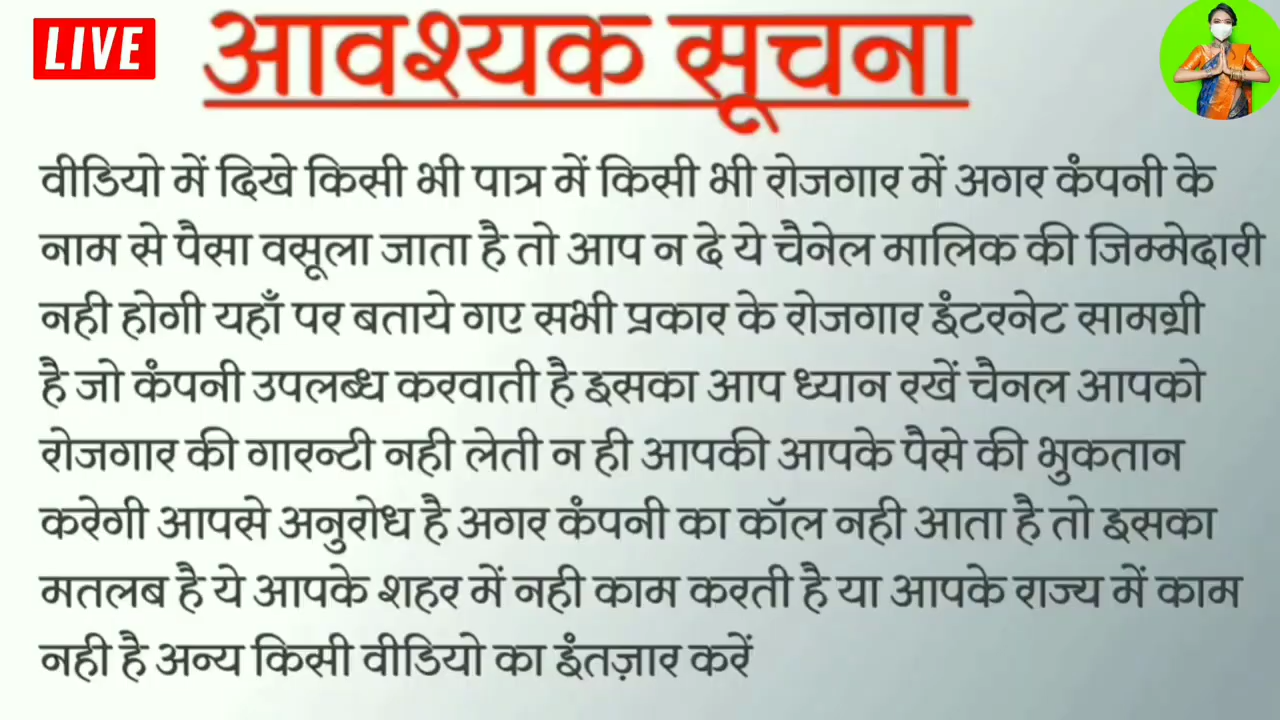 LIVE
आवश्यक सूचना
वीडियो में दिखे किसी भी पात्र में किसी भी रोजगार में अगर कंपनी के
नाम से पैसा वसूला जाता है तो आप न दे ये चैनेल मालिक की जिम्मेदारी
नही होगी यहाँ पर बताये गए सभी प्रकार के रोजगार इंटरनेट सामग्री
है जो कंपनी उपलब्ध करवाती है इसका आप ध्यान रखें चैनल आपको
रोजगार की गारन्टी नही लेती न ही आपकी आपके पैसे की भुकतान
करेगी आपसे अनुरोध है अगर कंपनी का कॉल नही आता है तो इसका
मतलब है ये आपके शहर में नही काम करती है या आपके राज्य में काम
नही है अन्य किसी वीडियो का इंतज़ार करें